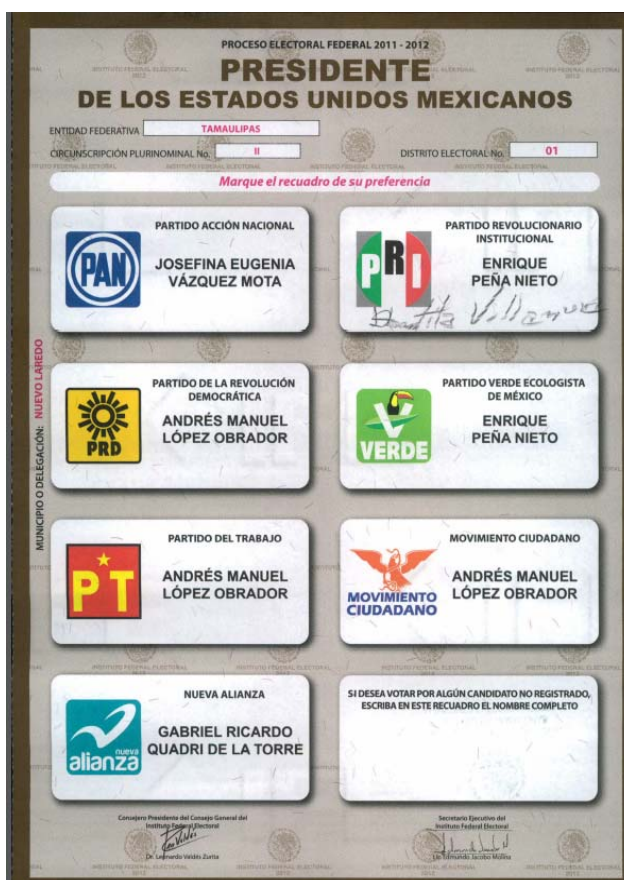 PROCESO ELECTORAL FEDERAL 2011 - 2012
PRESIDENTE
DE LOS ESTADOS UNIDOS MEXICANOS
ENTIDAD FEDERATIVA TAMAULIPAS
CIRCUNSCRIPCIÓN PLURINOMINAL No. II DISTRITO ELECTORAL No. 01
Marque el recuadro de su preferencia
MUNICIPIO O DELEGACIÓN: NUEVO LAREDO
PAN
PARTIDO ACCIÓN NACIONAL
JOSEFINA EUGENIA
VÁZQUEZ MOTA
PRI
PARTIDO REVOLUCIONARIO
INSTITUCIONAL
ENRIQUE
PEÑA NIETO
PRD
PARTIDO DE LA REVOLUCIÓN
DEMOCRÁTICA
ANDRÉS MANUEL
LÓPEZ OBRADOR
VERDE
PARTIDO VERDE ECOLOGISTA
DE MÉXICO
ENRIQUE
PEÑA NIETO
PT
PARTIDO DEL TRABAJO
ANDRÉS MANUEL
LÓPEZ OBRADOR
MOVIMIENTO
CIUDADANO
MOVIMIENTO CIUDADANO
ANDRÉS MANUEL
LÓPEZ OBRADOR
nueva
alianza
NUEVA ALIANZA
GABRIEL RICARDO
QUADRI DE LA TORRE
SI DESEA VOTAR POR ALGÚN CANDIDATO NO REGISTRADO,
ESCRIBA EN ESTE RECUADRO EL NOMBRE COMPLETO
Consejero Presidente del Consejo General del
Instituto Federal Electoral
Dr. Leonardo Valdés Zurita
Secretario Ejecutivo del
Instituto Federal Electoral
Lic. Edmundo Jacobo Molina